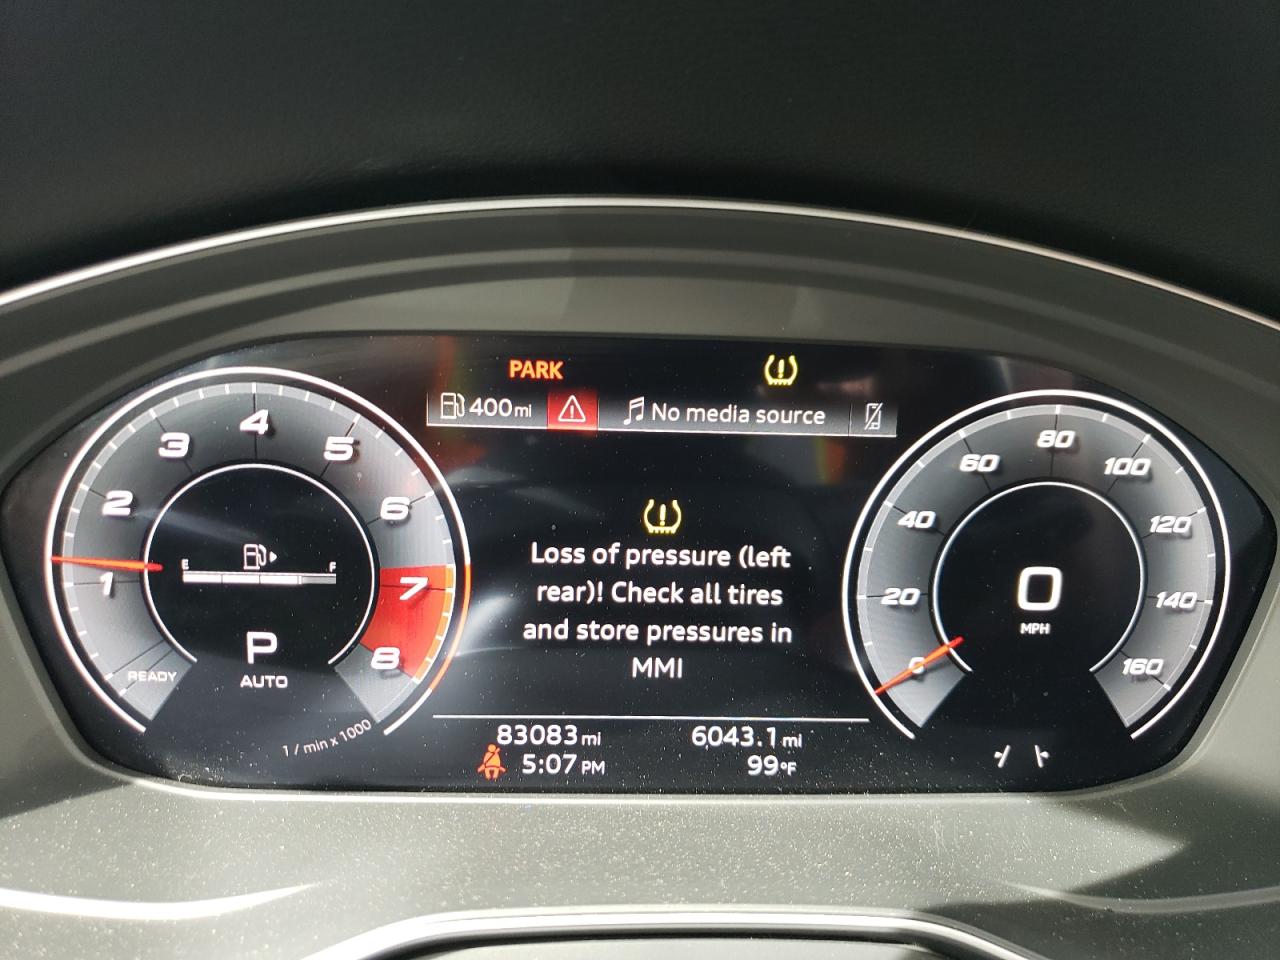 PARK
400 mi
No media source
4
3
5
2
6
1
7
8
E
F
P
AUTO
READY
1 / min x 1000
Loss of pressure (left
rear)! Check all tires
and store pressures in
MMI
83083 mi
6043.1 mi
5:07 PM
99°F
80
60
100
40
120
20
140
0
160
0
MPH